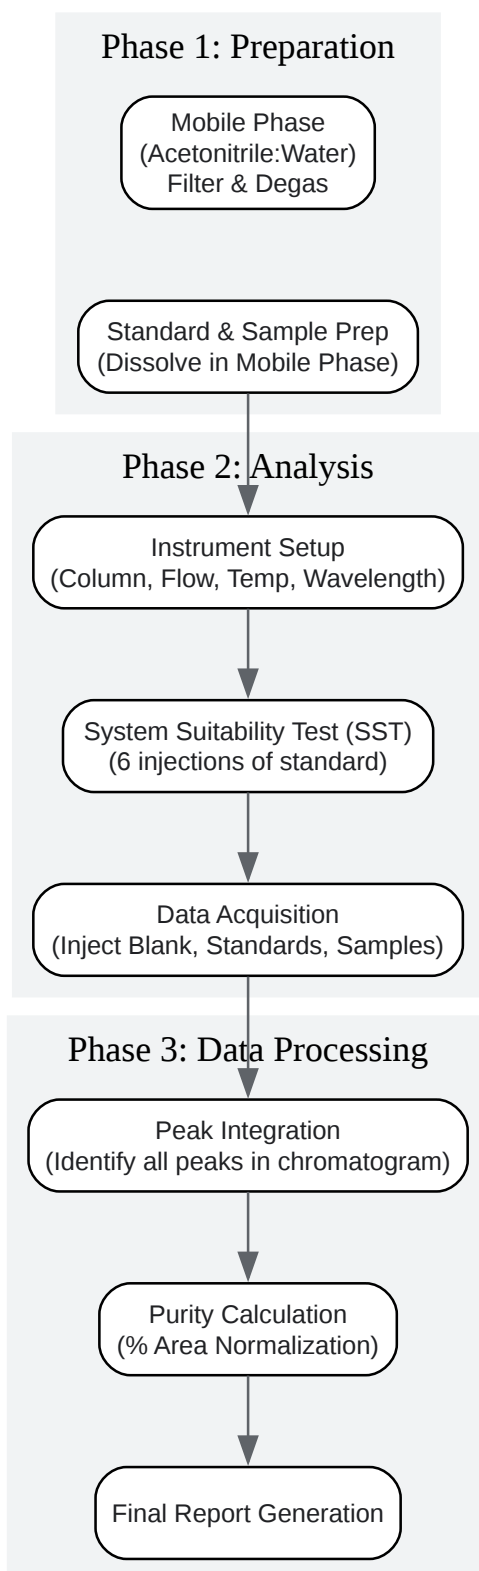 Phase 1: Preparation
Mobile Phase
(Acetonitrile:Water)
Filter & Degas
Standard & Sample Prep
(Dissolve in Mobile Phase)
Phase 2: Analysis
Instrument Setup
(Column, Flow, Temp, Wavelength)
System Suitability Test (SST)
(6 injections of standard)
Data Acquisition
(Inject Blank, Standards, Samples)
Phase 3: Data Processing
Peak Integration
(Identify all peaks in chromatogram)
Purity Calculation
(% Area Normalization)
Final Report Generation